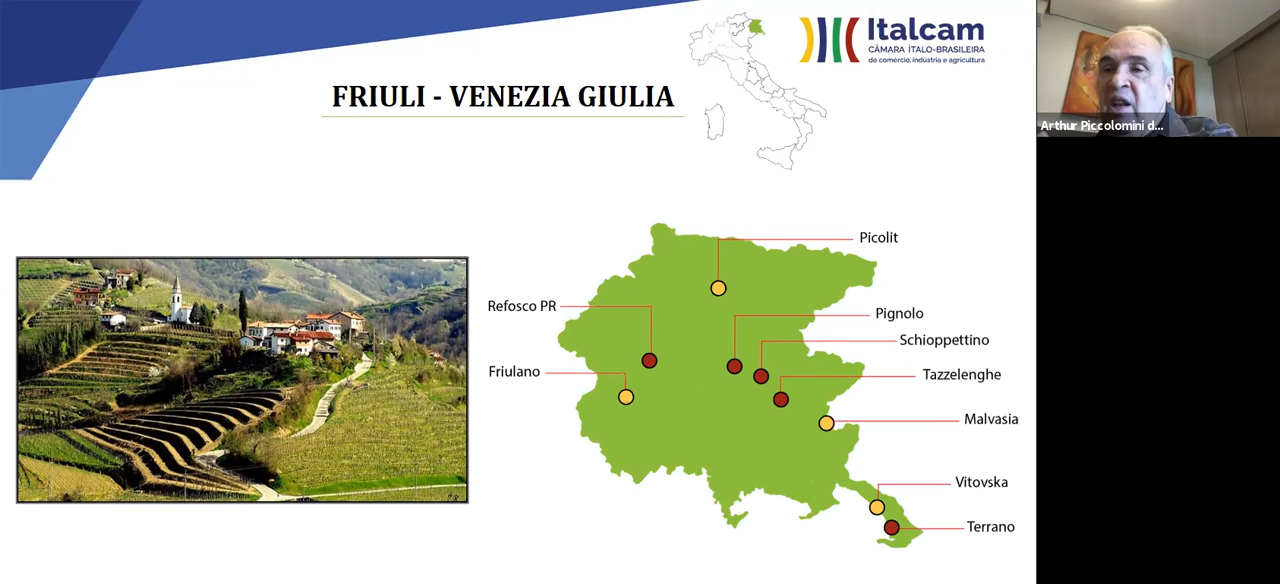 Italcam
CÂMARA ÍTALO-BRASILEIRA
de comércio, indústria e agricultura
FRIULI - VENEZIA GIULIA
Arthur Piccolomini d...
Picolit
Refosco PR
Pignolo
Schioppettino
Friulano
Tazzelenghe
Malvasia
Vitovska
Terrano